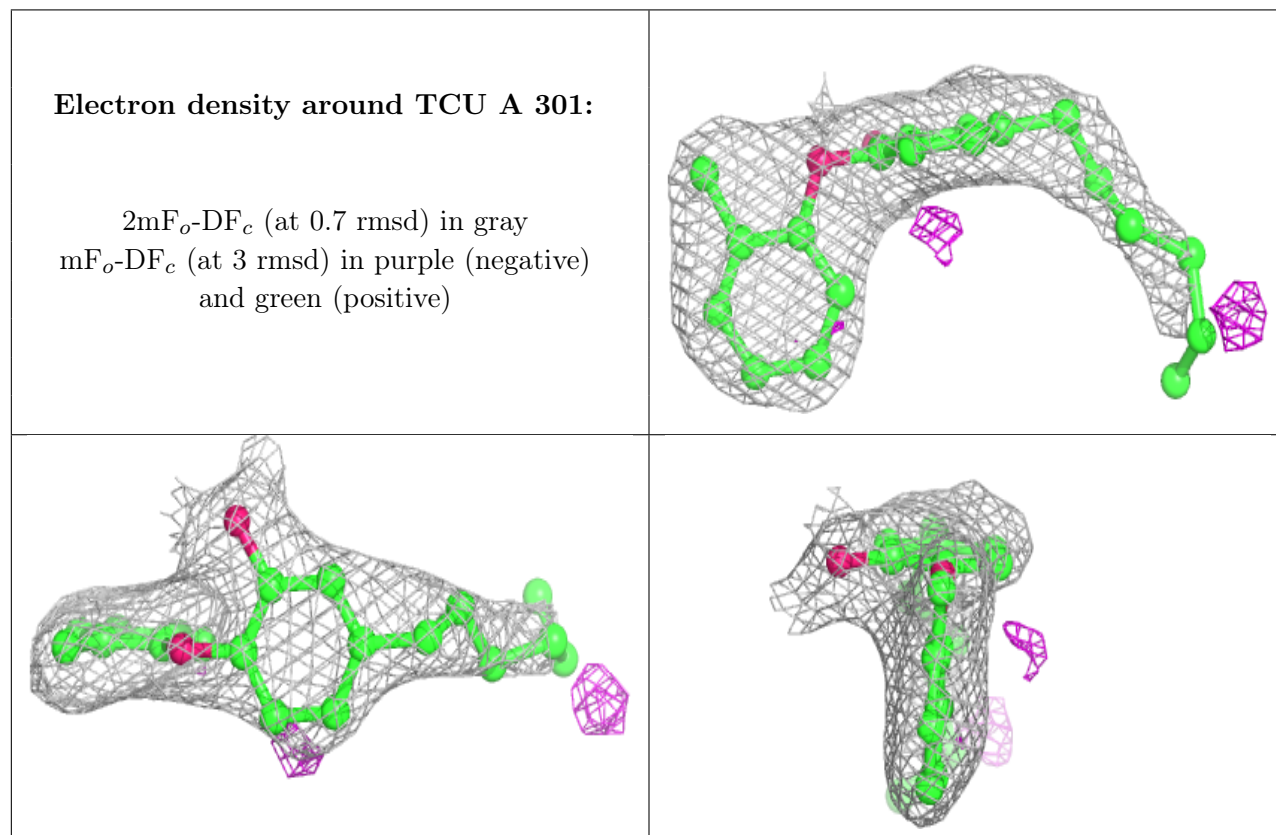 Electron density around TCU A 301:
2mFo-DFc (at 0.7 rmsd) in gray
mFo-DFc (at 3 rmsd) in purple (negative)
and green (positive)